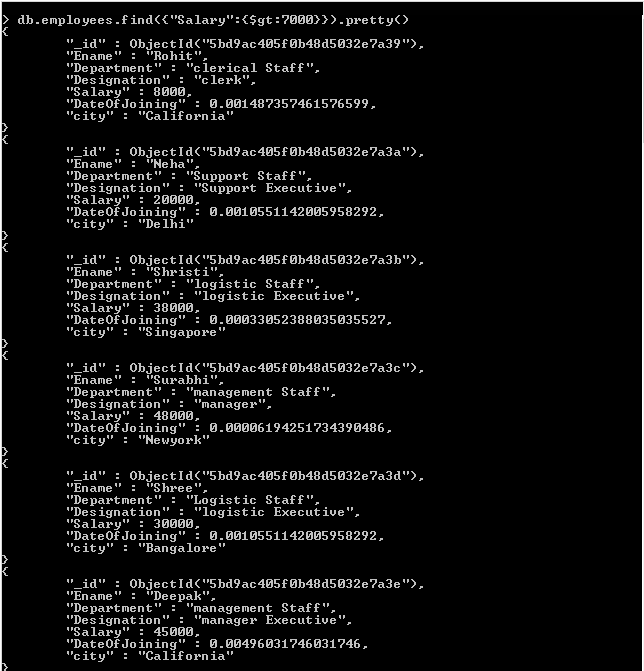 > db.employees.find({"Salary":{$gt:7000}}).pretty()
{
"_id" : ObjectId("5bd9ac405f0b48d5032e7a39"),
"Ename" : "Rohit",
"Department" : "clerical Staff",
"Designation" : "clerk",
"Salary" : 8000,
"DateOfJoining" : 0.001487357461576599,
"city" : "California"
}
{
"_id" : ObjectId("5bd9ac405f0b48d5032e7a3a"),
"Ename" : "Neha",
"Department" : "Support Staff",
"Designation" : "Support Executive",
"Salary" : 20000,
"DateOfJoining" : 0.0010551142005958292,
"city" : "Delhi"
}
{
"_id" : ObjectId("5bd9ac405f0b48d5032e7a3b"),
"Ename" : "Shristi",
"Department" : "logistic Staff",
"Designation" : "logistic Executive",
"Salary" : 38000,
"DateOfJoining" : 0.00033052388035035527,
"city" : "Singapore"
}
{
"_id" : ObjectId("5bd9ac405f0b48d5032e7a3c"),
"Ename" : "Surabhi",
"Department" : "management Staff",
"Designation" : "manager",
"Salary" : 48000,
"DateOfJoining" : 0.00006194251734390486,
"city" : "Newyork"
}
{
"_id" : ObjectId("5bd9ac405f0b48d5032e7a3d"),
"Ename" : "Shree",
"Department" : "Logistic Staff",
"Designation" : "logistic Executive",
"Salary" : 30000,
"DateOfJoining" : 0.0010551142005958292,
"city" : "Bangalore"
}
{
"_id" : ObjectId("5bd9ac405f0b48d5032e7a3e"),
"Ename" : "Deepak",
"Department" : "management Staff",
"Designation" : "manager Executive",
"Salary" : 45000,
"DateOfJoining" : 0.00496031746031746,
"city" : "California"
}